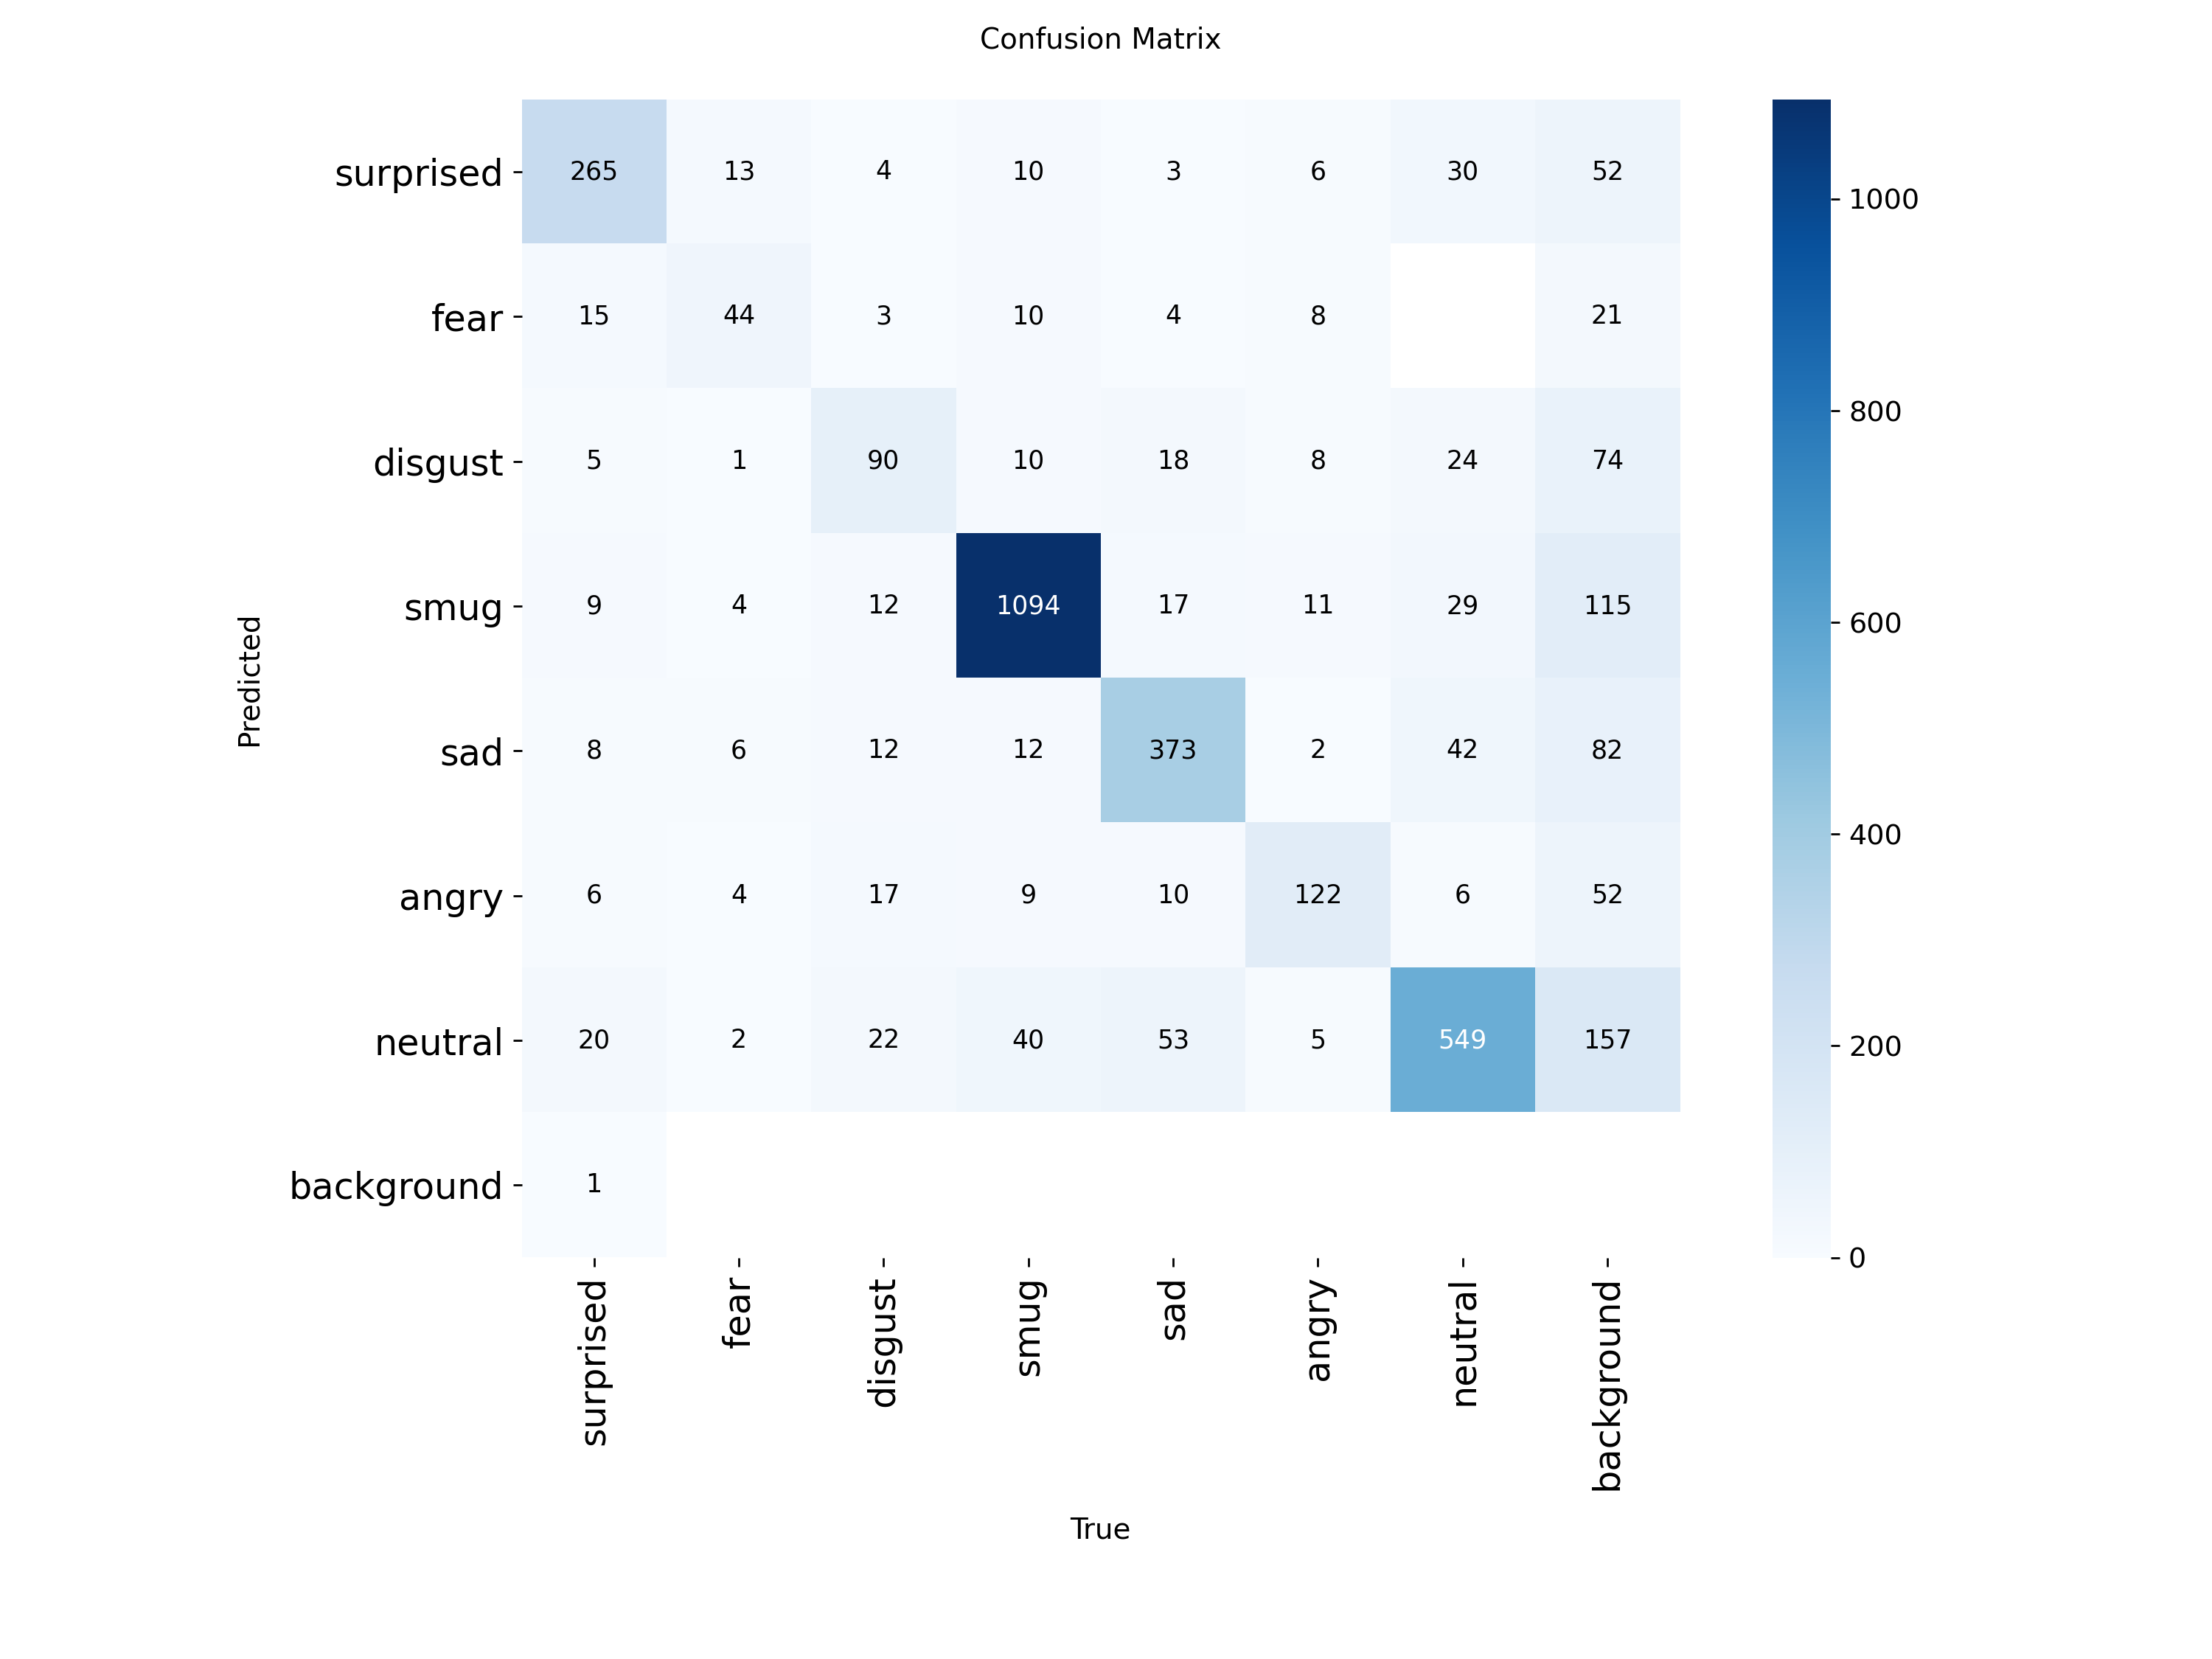 Confusion Matrix
surprised 265 13 4 10 3 6 30 52
fear 15 44 3 10 4 8 21
disgust 5 1 90 10 18 8 24 74
smug 9 4 12 1094 17 11 29 115
sad 8 6 12 12 373 2 42 82
angry 6 4 17 9 10 122 6 52
neutral 20 2 22 40 53 5 549 157
background 1
Predicted
surprised fear disgust smug sad angry neutral background
True
1000
800
600
400
200
0